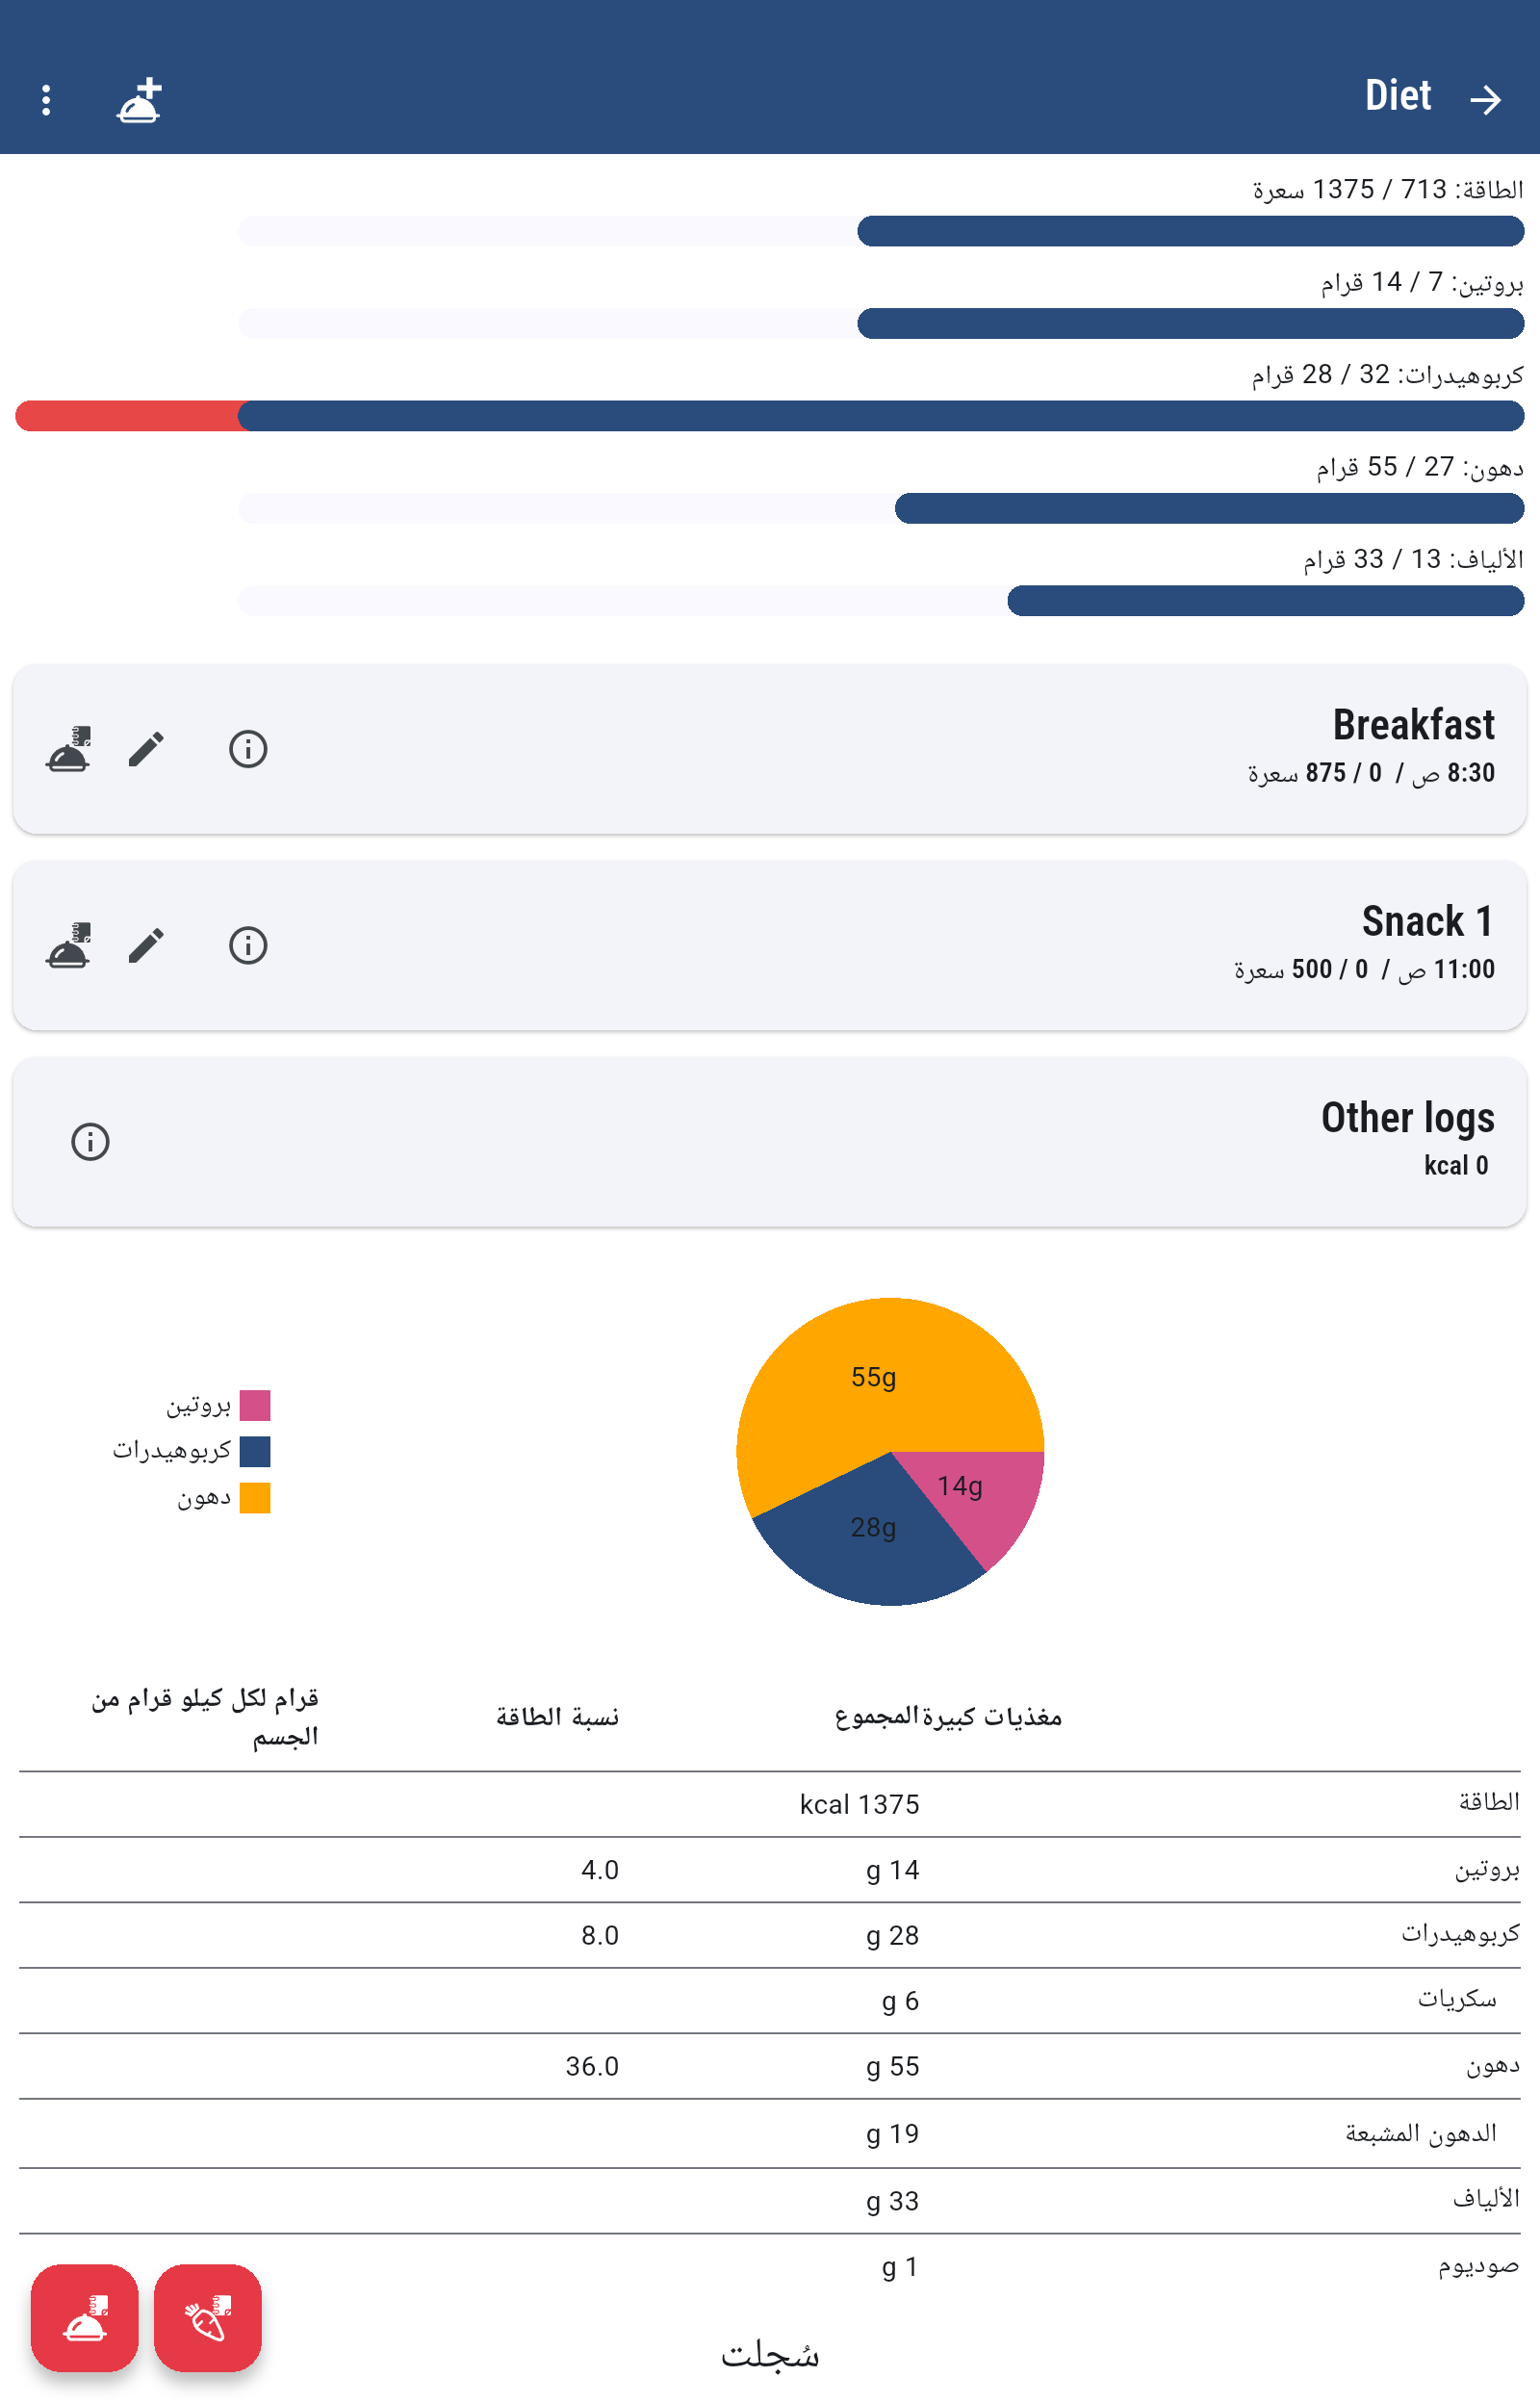 Diet
الطاقة: 713 / 1375 سعرة
بروتين: 7 / 14 قرام
كربوهيدرات: 32 / 28 قرام
دهون: 27 / 55 قرام
الألياف: 13 / 33 قرام
Breakfast
8:30 ص / 0 / 875 سعرة
Snack 1
11:00 ص / 0 / 500 سعرة
Other logs
kcal 0
55g
14g
28g
بروتين
كربوهيدرات
دهون
مغذيات كبيرة المجموع نسبة الطاقة قرام لكل كيلو قرام من
الجسم
الطاقة kcal 1375
بروتين g 14 4.0
كربوهيدرات g 28 8.0
سكريات g 6
دهون g 55 36.0
الدهون المشبعة g 19
الألياف g 33
صوديوم g 1
سُجلت